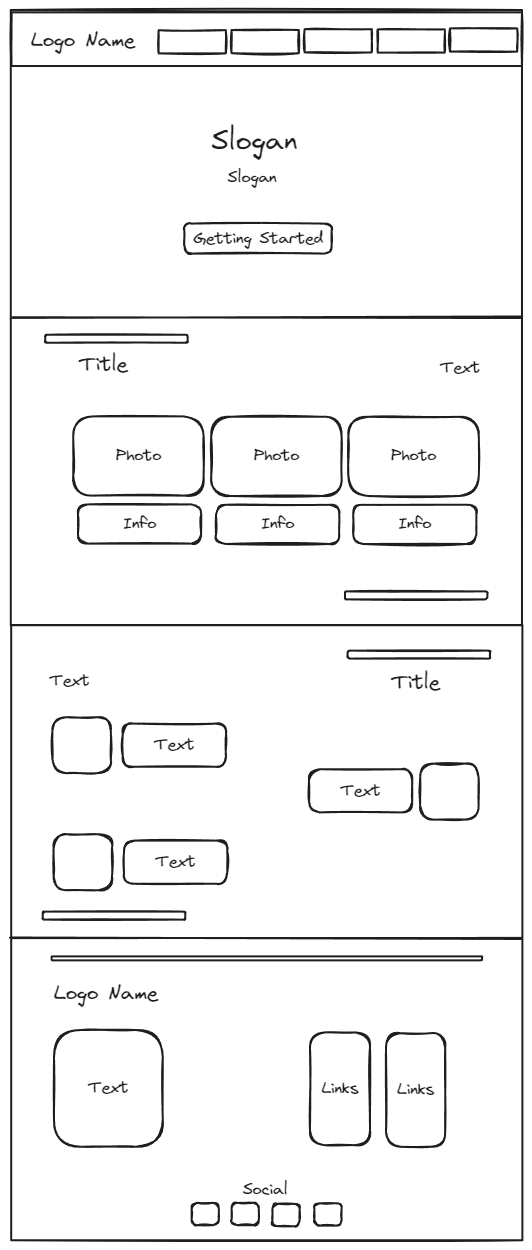 Logo Name
Slogan
Slogan
Getting Started
Title
Text
Photo Photo Photo
Info Info Info
Text
Title
Text
Text
Text
Logo Name
Text
Links Links
Social